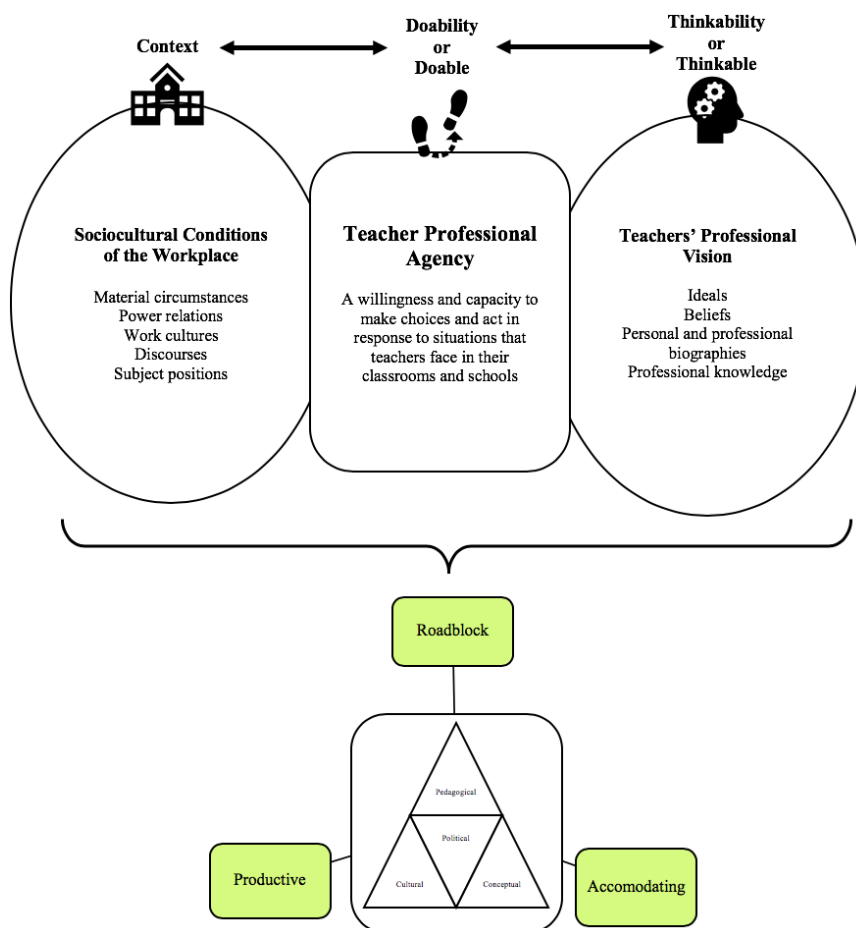 Context
Doability
or
Doable
Thinkability
or
Thinkable
Sociocultural Conditions
of the Workplace
Material circumstances
Power relations
Work cultures
Discourses
Subject positions
Teacher Professional
Agency
A willingness and capacity to
make choices and act in
response to situations that
teachers face in their
classrooms and schools
Teachers' Professional
Vision
Ideals
Beliefs
Personal and professional
biographies
Professional knowledge
Roadblock
Pedagogical
Political
Cultural
Conceptual
Productive
Accomodating